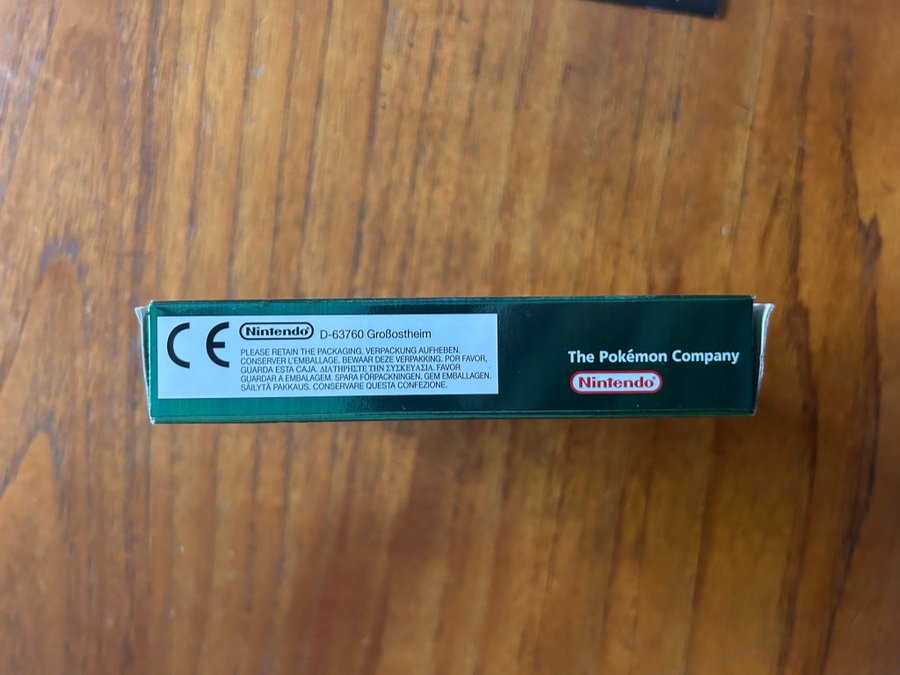 CE Nintendo D-63760 Großostheim
PLEASE RETAIN THE PACKAGING. VERPACKUNG AUFHEBEN.
CONSERVER L'EMBALLAGE. BEWAAR DEZE VERPAKKING. POR FAVOR,
GUARDA ESTA CAJA. ΔΙΑΤΗΡΗΣΤΕ ΤΗΝ ΣΥΣΚΕΥΑΣΙΑ. FAVOR
GUARDAR A EMBALAGEM. SPARA FÖRPACKNINGEN. GEM EMBALLAGEN.
SÄILYTÄ PAKKAUS. CONSERVARE QUESTA CONFEZIONE.
The Pokémon Company
Nintendo